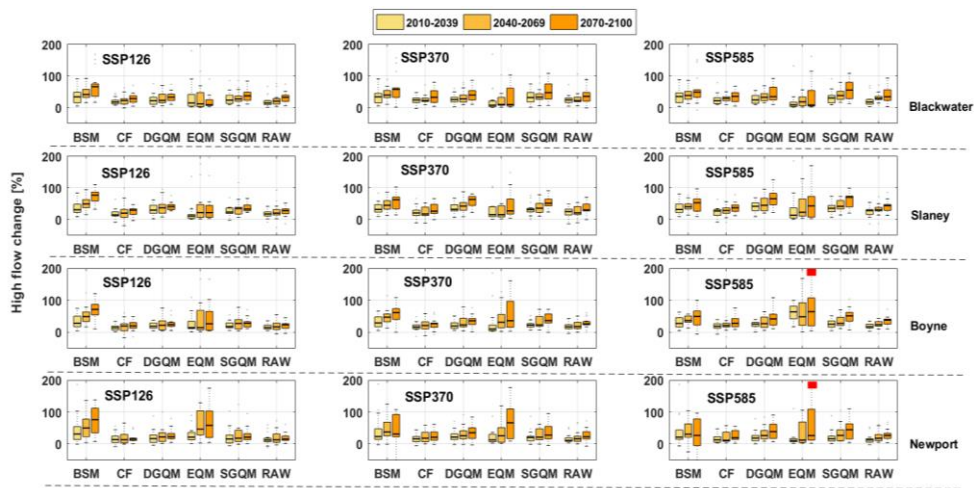 2010-2039 2040-2069 2070-2100
High flow change [%]
200 SSP126 200 SSP370 200 SSP585
100 100 100
0 0 0
BSM CF DGQM EQM SGQM RAW BSM CF DGQM EQM SGQM RAW BSM CF DGQM EQM SGQM RAW
Blackwater
200 SSP126 200 SSP370 200 SSP585
100 100 100
0 0 0
BSM CF DGQM EQM SGQM RAW BSM CF DGQM EQM SGQM RAW BSM CF DGQM EQM SGQM RAW
Slaney
200 SSP126 200 SSP370 200 SSP585
100 100 100
0 0 0
BSM CF DGQM EQM SGQM RAW BSM CF DGQM EQM SGQM RAW BSM CF DGQM EQM SGQM RAW
Boyne
200 SSP126 200 SSP370 200 SSP585
100 100 100
0 0 0
BSM CF DGQM EQM SGQM RAW BSM CF DGQM EQM SGQM RAW BSM CF DGQM EQM SGQM RAW
Newport